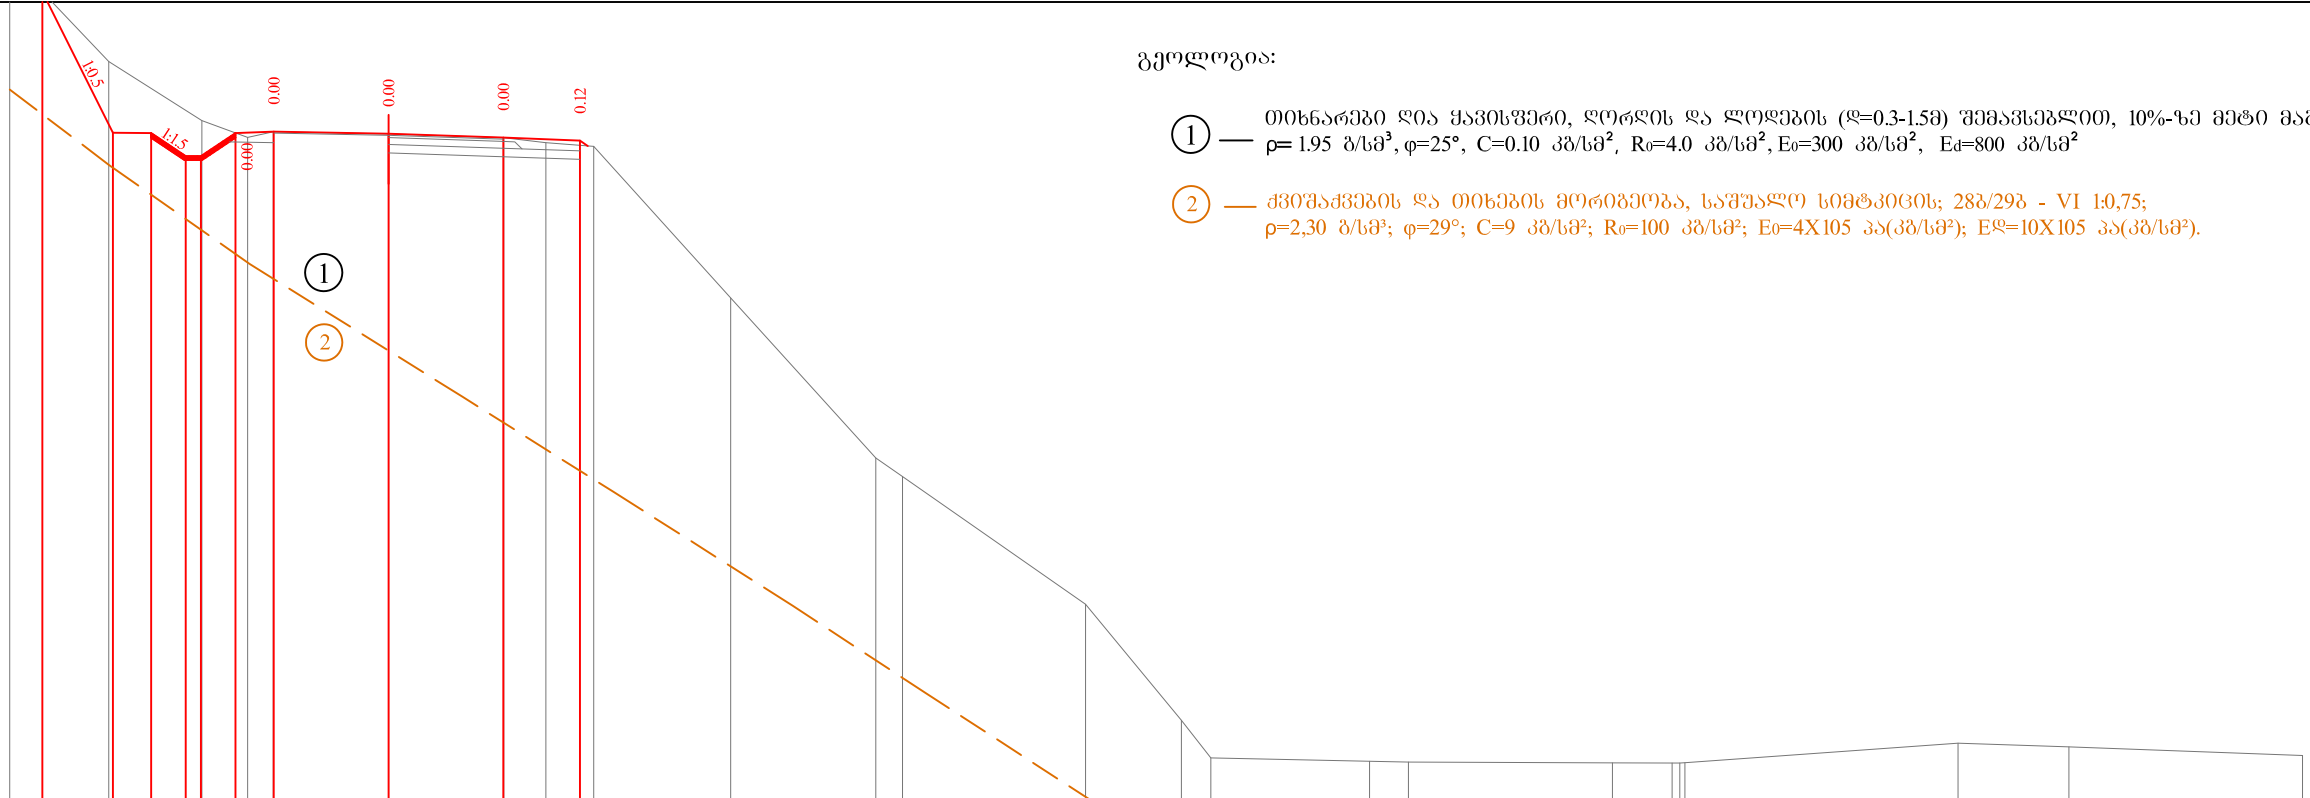 გეოლოგია:
1:0.5
0.00
0.00
0.00
0.12
1:1.5
0.00
1
თიხნარები ღია ყავისფერი, ღორღის და ლოდების (დ=0.3-1.5მ) შემავსებლით, 10%-ზე მეტი
ρ= 1.95 გ/სმ³, φ=25°, C=0.10 კგ/სმ², R₀=4.0 კგ/სმ², E₀=300 კგ/სმ², Ed=800 კგ/სმ²
2
ქვიშაქვების და თიხების მორიგეობა, საშუალო სიმტკიცის; 28ბ/29ბ - VI 1:0,75;
ρ=2,30 გ/სმ³; φ=29°; C=9 კგ/სმ²; R₀=100 კგ/სმ²; E₀=4X105 პა(კგ/სმ²); Eდ=10X105 პა(კგ/სმ²).
1
2